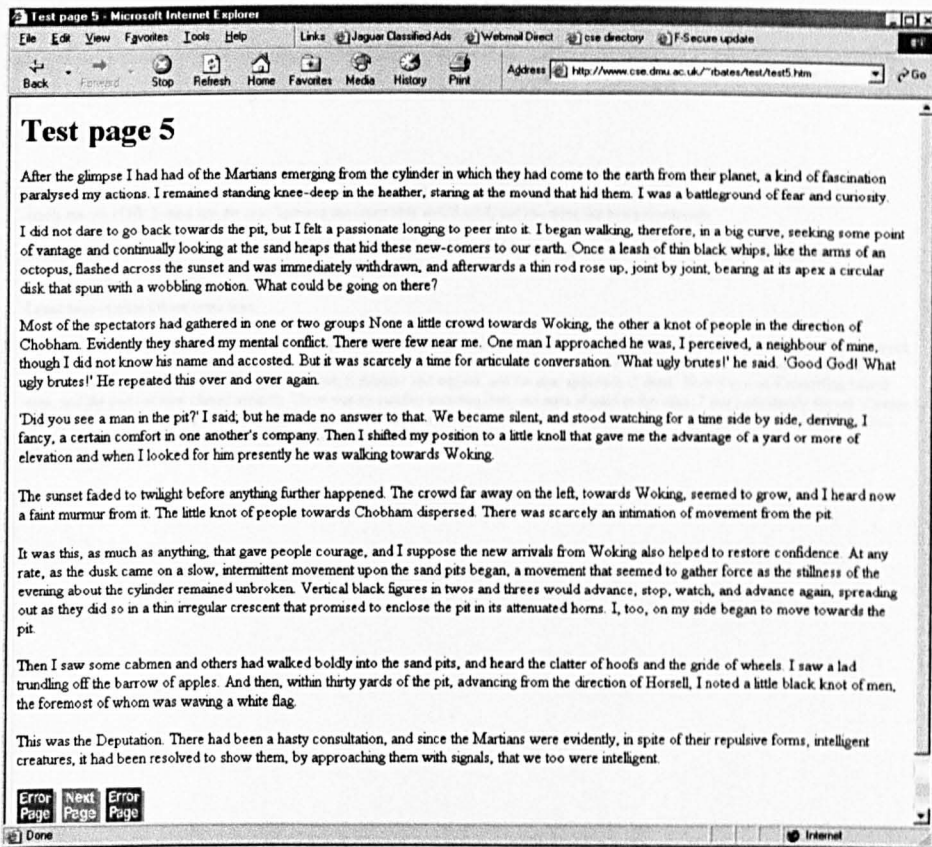 Test page 5 - Microsoft Internet Explorer
File Edit View Favorites Tools Help Links Jaguar Classified Ads Webmail Direct cse directory F-Secure update
Back Forward Stop Refresh Home Favorites Media History Print Address http://www.cse.dmu.ac.uk/~rbates/test/test5.htm Go
Test page 5
After the glimpse I had had of the Martians emerging from the cylinder in which they had come to the earth from their planet, a kind of fascination
paralysed my actions. I remained standing knee-deep in the heather, staring at the mound that hid them. I was a battleground of fear and curiosity.
I did not dare to go back towards the pit, but I felt a passionate longing to peer into it. I began walking, therefore, in a big curve, seeking some point
of vantage and continually looking at the sand heaps that hid these new-comers to our earth. Once a leash of thin black whips, like the arms of an
octopus, flashed across the sunset and was immediately withdrawn, and afterwards a thin rod rose up, joint by joint, bearing at its apex a circular
disk that spun with a wobbling motion. What could be going on there?
Most of the spectators had gathered in one or two groups None a little crowd towards Woking, the other a knot of people in the direction of
Chobham. Evidently they shared my mental conflict. There were few near me. One man I approached he was, I perceived, a neighbour of mine,
though I did not know his name and accosted. But it was scarcely a time for articulate conversation. 'What ugly brutes!' he said. 'Good God! What
ugly brutes!' He repeated this over and over again.
'Did you see a man in the pit?' I said; but he made no answer to that. We became silent, and stood watching for a time side by side, deriving, I
fancy, a certain comfort in one another's company. Then I shifted my position to a little knoll that gave me the advantage of a yard or more of
elevation and when I looked for him presently he was walking towards Woking.
The sunset faded to twilight before anything further happened. The crowd far away on the left, towards Woking, seemed to grow, and I heard now
a faint murmur from it. The little knot of people towards Chobham dispersed. There was scarcely an intimation of movement from the pit.
It was this, as much as anything, that gave people courage, and I suppose the new arrivals from Woking also helped to restore confidence. At any
rate, as the dusk came on a slow, intermittent movement upon the sand pits began, a movement that seemed to gather force as the stillness of the
evening about the cylinder remained unbroken. Vertical black figures in twos and threes would advance, stop, watch, and advance again, spreading
out as they did so in a thin irregular crescent that promised to enclose the pit in its attenuated horns. I, too, on my side began to move towards the
pit.
Then I saw some cabmen and others had walked boldly into the sand pits, and heard the clatter of hoofs and the gride of wheels. I saw a lad
trundling off the barrow of apples. And then, within thirty yards of the pit, advancing from the direction of Horsell, I noted a little black knot of men,
the foremost of whom was waving a white flag.
This was the Deputation. There had been a hasty consultation, and since the Martians were evidently, in spite of their repulsive forms, intelligent
creatures, it had been resolved to show them, by approaching them with signals, that we too were intelligent.
Error Next Error
Page Page Page
Done Internet